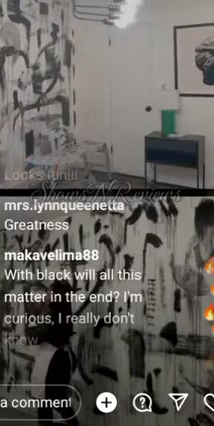 Looks fun!!!
ShowsNReviews
mrs.lynnqueenetta
Greatness
makavelima88
With black will all this
matter in the end? I'm
curious, I really don't
know
a comment